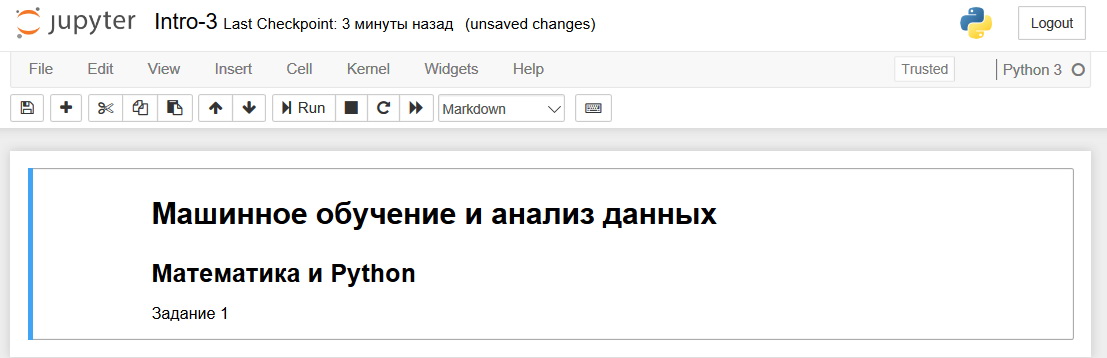 jupyter Intro-3 Last Checkpoint: 3 минуты назад (unsaved changes) Logout
File Edit View Insert Cell Kernel Widgets Help Trusted Python 3
Run Markdown
Машинное обучение и анализ данных
Математика и Python
Задание 1